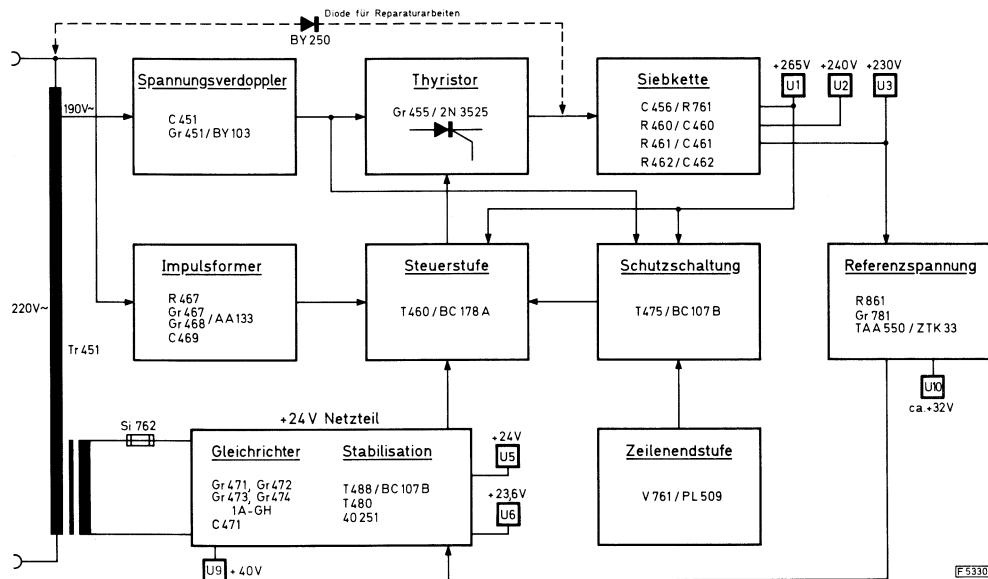 Diode für Reparaturarbeiten
BY 250
Spannungsverdoppler
C 451
Gr 451/BY 103
Thyristor
Gr 455/2N 3525
Siebkette
C 456/R 761
R 460/C 460
R 461/C 461
R 462/C 462
+265V
U1
+240V
U2
+230V
U3
190V~
220V~
Tr 451
Impulsformer
R 467
Gr 467
Gr 468/AA 133
C 469
Steuerstufe
T 460/BC 178 A
Schutzschaltung
T 475/BC 107 B
Referenzspannung
R 861
Gr 781
TAA 550/ZTK 33
U10
ca.+32V
Si 762
+24V Netzteil
Gleichrichter
Gr 471, Gr 472
Gr 473, Gr 474
1A-GH
C 471
Stabilisation
T 488/BC 107 B
T 480
40 251
+24V
U5
+23,6V
U6
Zeilenendstufe
V 761/PL 509
U9
+40V
F 5330